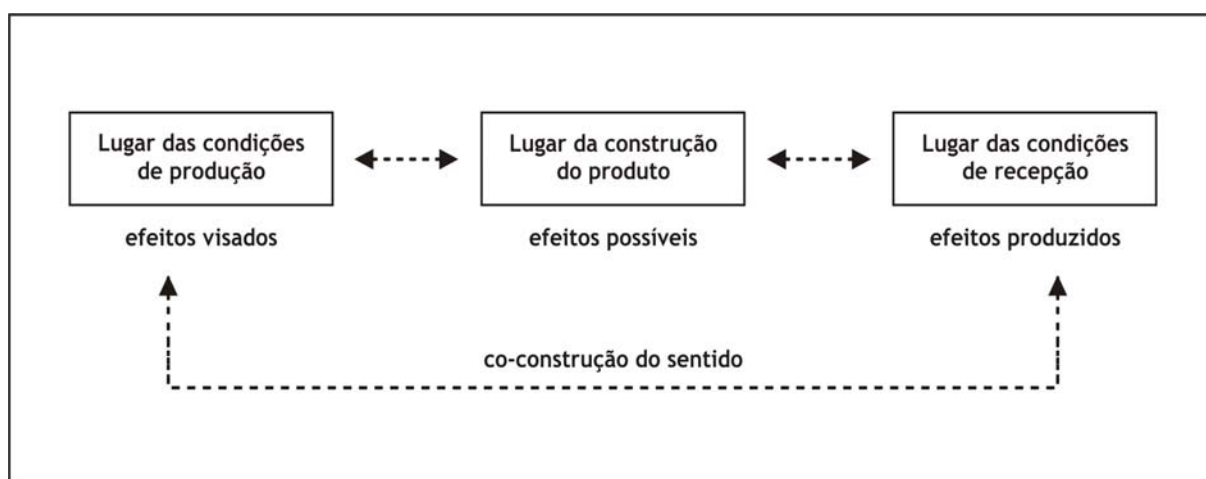 Lugar das condições
de produção
Lugar da construção
do produto
Lugar das condições
de recepção
efeitos visados
efeitos possíveis
efeitos produzidos
co-construção do sentido